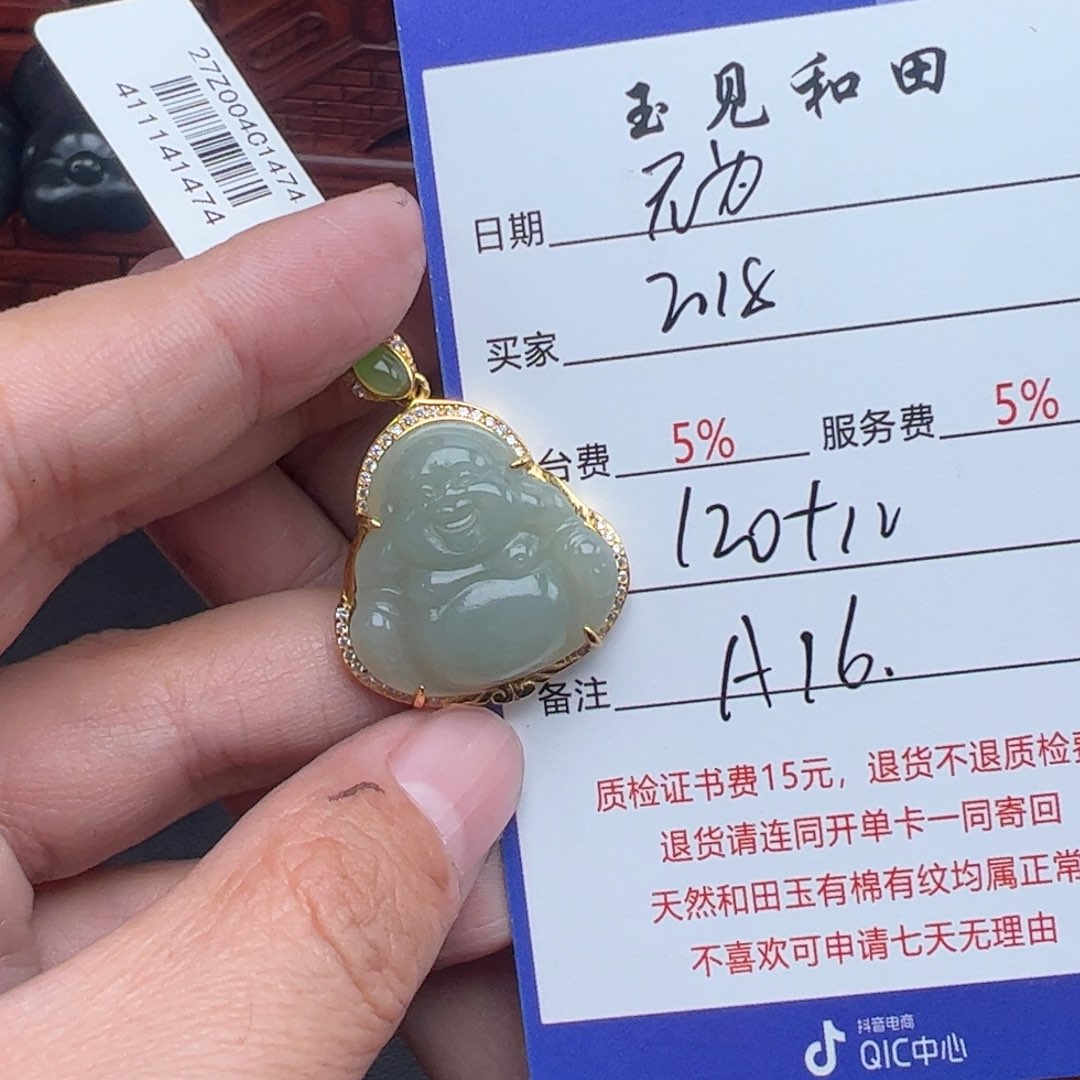 27Z004C1474
411141474
玉见和田
日期
买家 2018
台费 5% 服务费 5%
120+12
备注 A16.
质检证书费15元，退货不退质检费
退货请连同开单卡一同寄回
天然和田玉有棉有纹均属正常
不喜欢可申请七天无理由
抖音电商
QIC中心